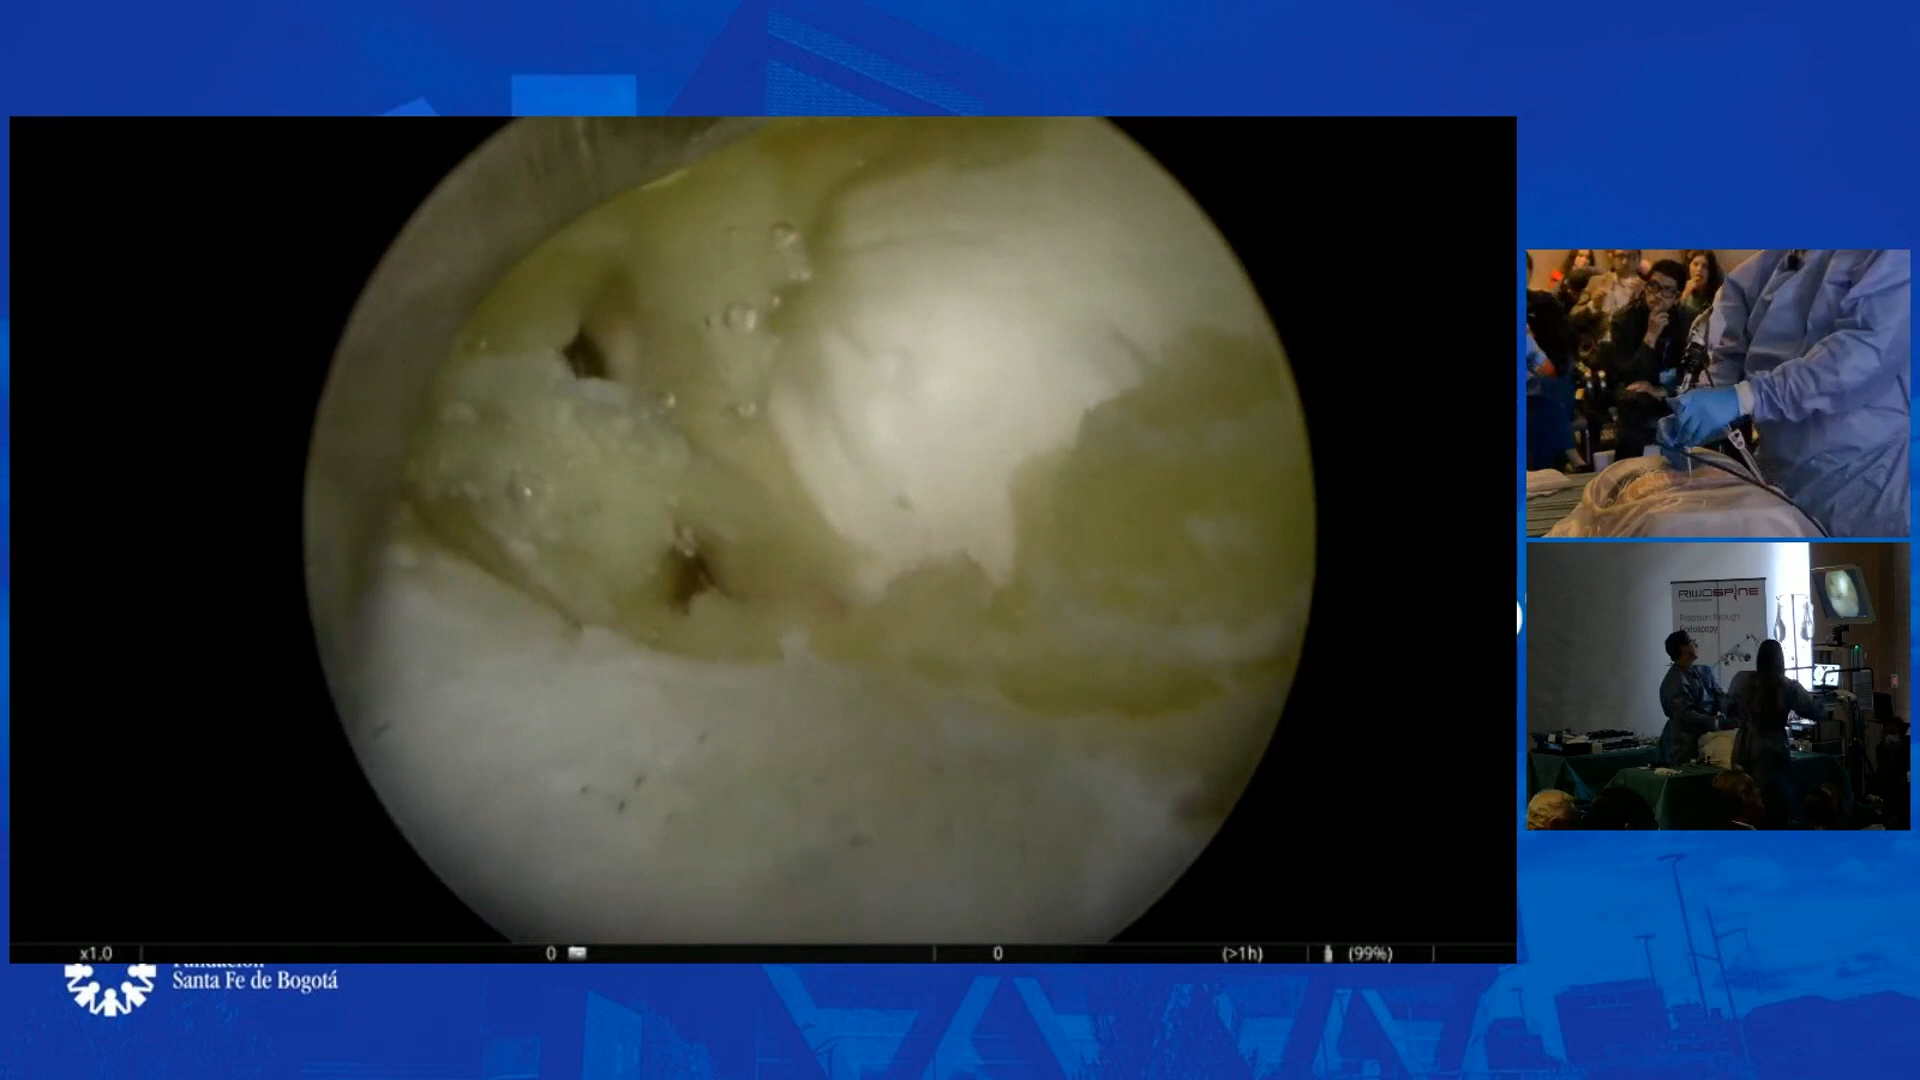 x1.0
0
0
(>1h)
(99%)
Santa Fe de Bogotá
RIWOSPINE